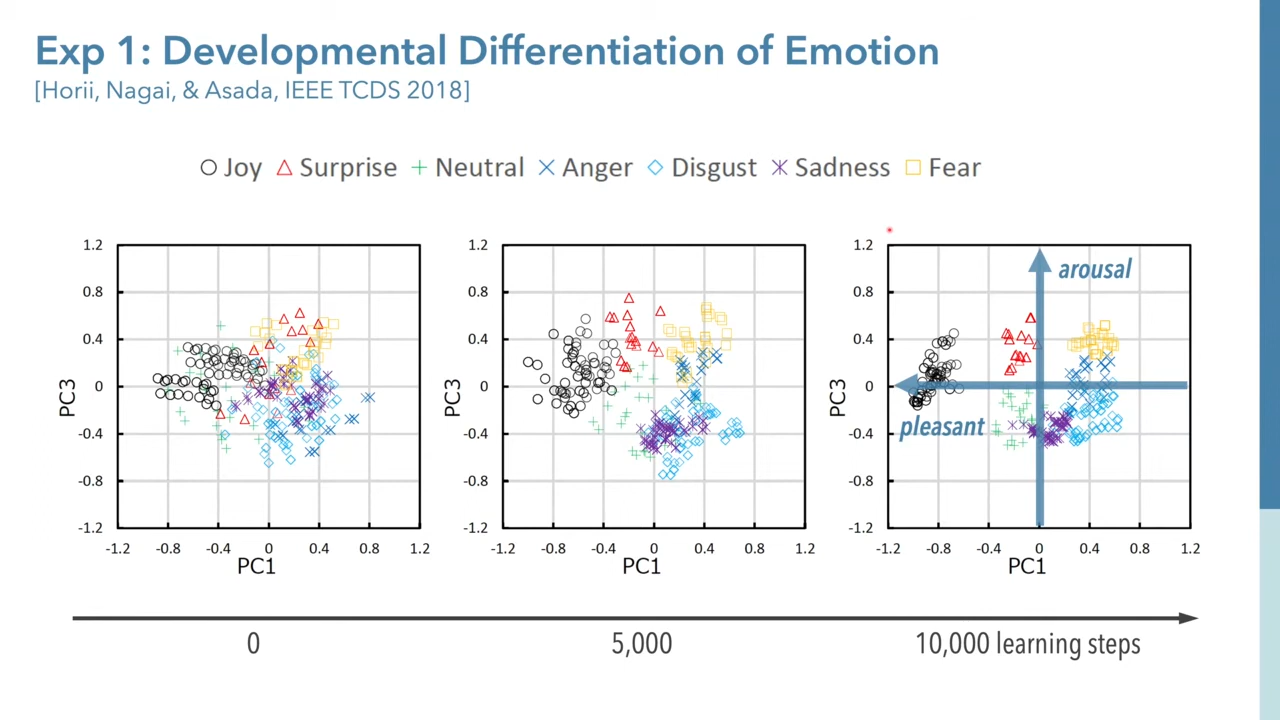 Exp 1: Developmental Differentiation of Emotion
[Horii, Nagai, & Asada, IEEE TCDS 2018]
Joy Surprise Neutral Anger Disgust Sadness Fear
1.2
0.8
0.4
0
-0.4
-0.8
-1.2
PC3
-1.2 -0.8 -0.4 0 0.4 0.8 1.2
PC1
1.2
0.8
0.4
0
-0.4
-0.8
-1.2
PC3
-1.2 -0.8 -0.4 0 0.4 0.8 1.2
PC1
1.2
0.8
0.4
0
-0.4
-0.8
-1.2
PC3
arousal
pleasant
-1.2 -0.8 -0.4 0 0.4 0.8 1.2
PC1
0 5,000 10,000 learning steps